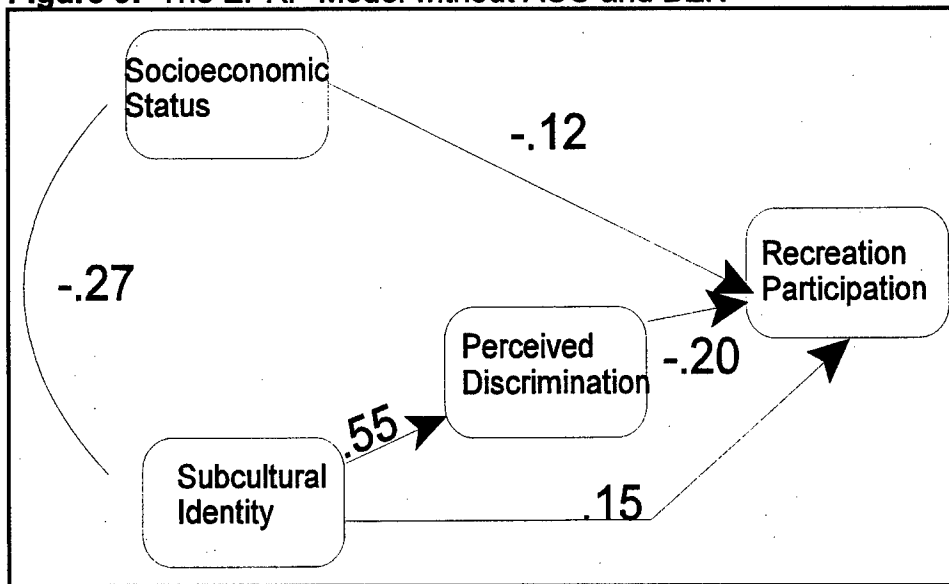 Socioeconomic
Status
-.12
Recreation
Participation
-.27
Perceived
Discrimination
-.20
.55
Subcultural
Identity
.15